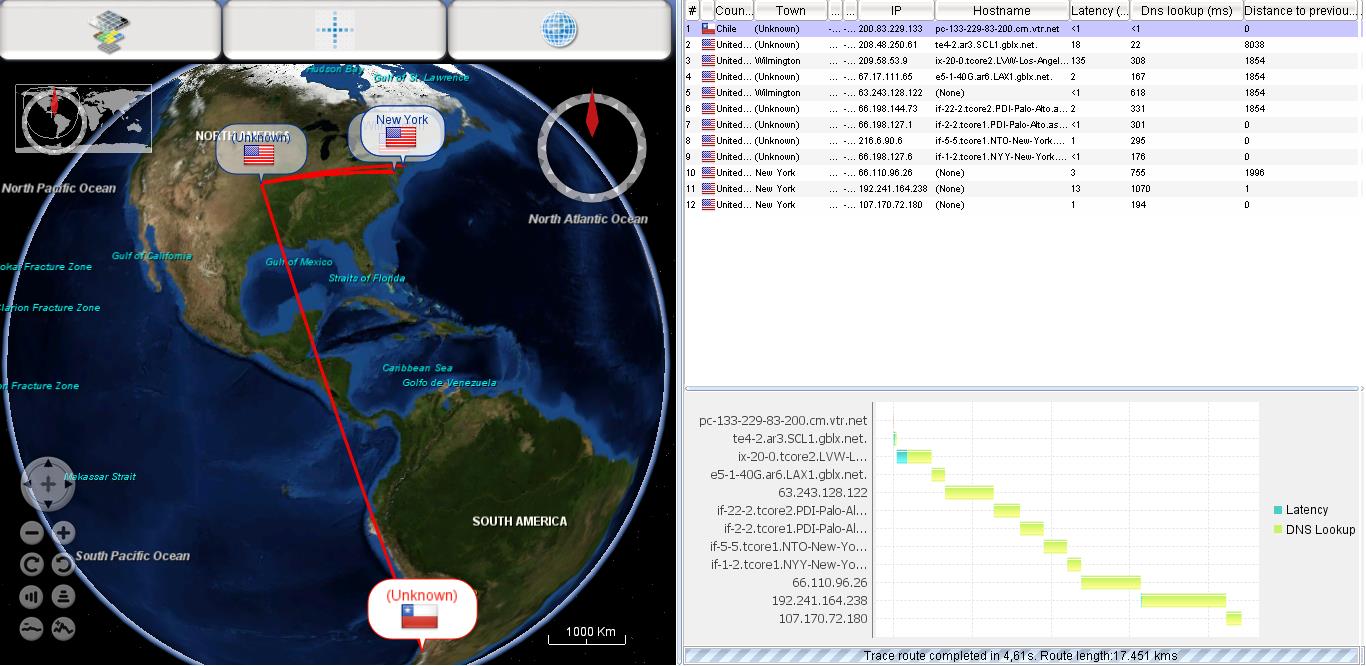 Hudson Bay
Gulf of St. Lawrence
NORTH AMERICA
(Unknown)
New York
North Pacific Ocean
North Atlantic Ocean
Gulf of California
Gulf of Mexico
Straits of Florida
Fracture Zone
Clarion Fracture Zone
Caribbean Sea
Golfo de Venezuela
Fracture Zone
Makassar Strait
SOUTH AMERICA
South Pacific Ocean
(Unknown)
1000 Km
# Coun... Town ... ... IP Hostname Latency (... Dns lookup (ms) Distance to previou...
1 Chile (Unknown) ... -... 200.83.229.133 pc-133-229-83-200.cm.vtr.net <1 <1 0
2 United... (Unknown) ... -... 208.48.250.61 te4-2.ar3.SCL1.gblx.net. 18 22 8038
3 United... Wilmington ... -... 209.58.53.9 ix-20-0.tcore2.LVW-Los-Angel... 135 308 1854
4 United... (Unknown) ... -... 67.17.111.65 e5-1-40G.ar6.LAX1.gblx.net. 2 167 1854
5 United... Wilmington ... -... 63.243.128.122 (None) <1 618 1854
6 United... (Unknown) ... -... 66.198.144.73 if-22-2.tcore2.PDI-Palo-Alto.a... 2 331 1854
7 United... (Unknown) ... -... 66.198.127.1 if-2-2.tcore1.PDI-Palo-Alto.as... <1 301 0
8 United... (Unknown) ... -... 216.6.90.6 if-5-5.tcore1.NTO-New-York.... 1 295 0
9 United... (Unknown) ... -... 66.198.127.6 if-1-2.tcore1.NYY-New-York.... <1 176 0
10 United... New York ... -... 66.110.96.26 (None) 3 755 1996
11 United... New York ... -... 192.241.164.238 (None) 13 1070 1
12 United... New York ... -... 107.170.72.180 (None) 1 194 0
pc-133-229-83-200.cm.vtr.net
te4-2.ar3.SCL1.gblx.net.
ix-20-0.tcore2.LVW-L...
e5-1-40G.ar6.LAX1.gblx.net.
63.243.128.122
if-22-2.tcore2.PDI-Palo-Al...
if-2-2.tcore1.PDI-Palo-Al...
if-5-5.tcore1.NTO-New-Yo...
if-1-2.tcore1.NYY-New-Yo...
66.110.96.26
192.241.164.238
107.170.72.180
Latency
DNS Lookup
Trace route completed in 4,61s. Route length:17.451 kms